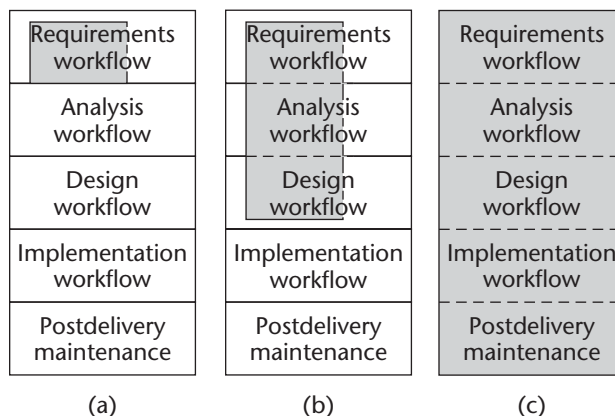 Requirements
workflow
Analysis
workflow
Design
workflow
Implementation
workflow
Postdelivery
maintenance
(a)
Requirements
workflow
Analysis
workflow
Design
workflow
Implementation
workflow
Postdelivery
maintenance
(b)
Requirements
workflow
Analysis
workflow
Design
workflow
Implementation
workflow
Postdelivery
maintenance
(c)